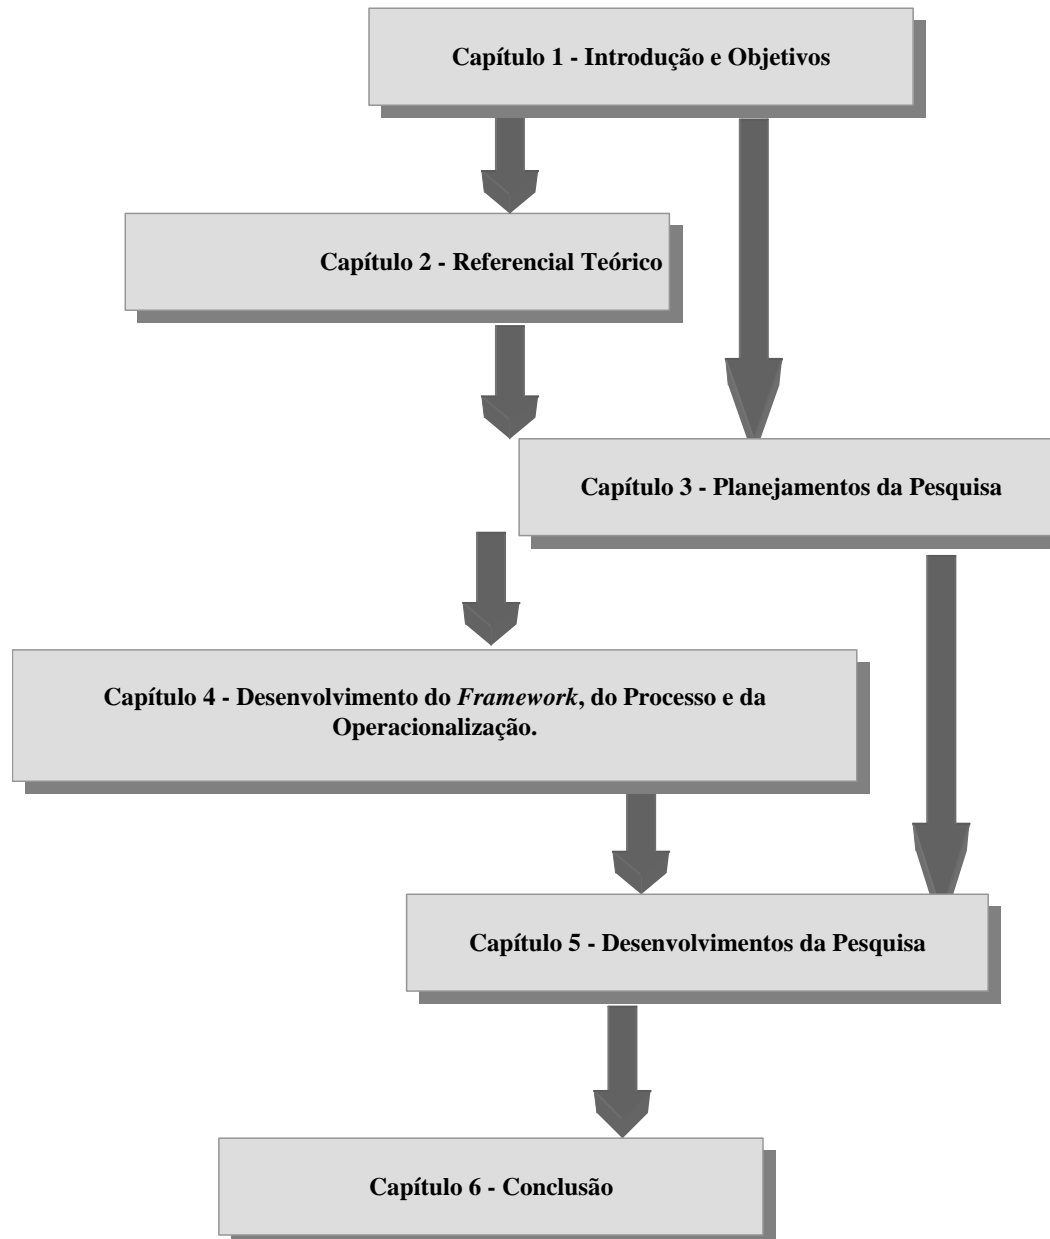 Capítulo 1 - Introdução e Objetivos
Capítulo 2 - Referencial Teórico
Capítulo 3 - Planejamentos da Pesquisa
Capítulo 4 - Desenvolvimento do Framework, do Processo e da
Operacionalização.
Capítulo 5 - Desenvolvimentos da Pesquisa
Capítulo 6 - Conclusão